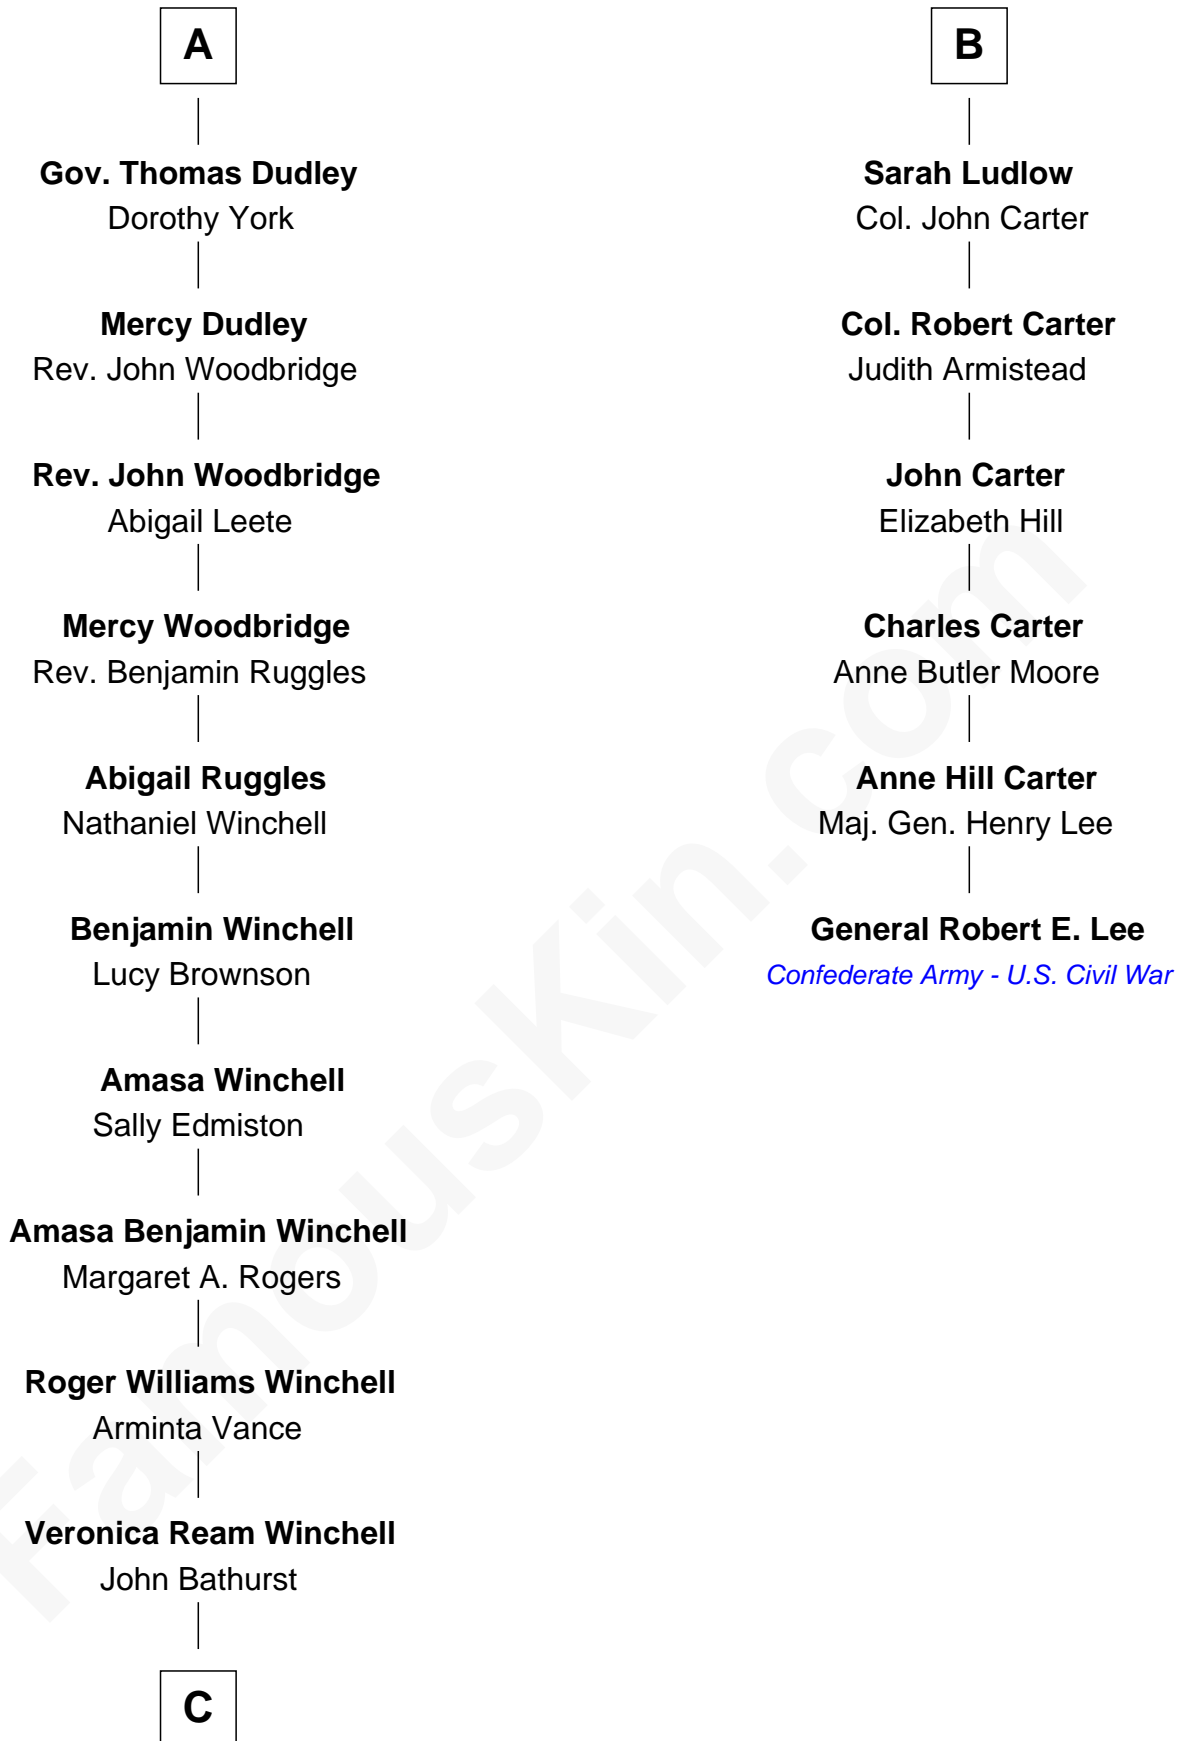 A
Gov. Thomas Dudley
Dorothy York
Mercy Dudley
Rev. John Woodbridge
Rev. John Woodbridge
Abigail Leete
Mercy Woodbridge
Rev. Benjamin Ruggles
Abigail Ruggles
Nathaniel Winchell
Benjamin Winchell
Lucy Brownson
Amasa Winchell
Sally Edmiston
Amasa Benjamin Winchell
Margaret A. Rogers
Roger Williams Winchell
Arminta Vance
Veronica Ream Winchell
John Bathurst
C
B
Sarah Ludlow
Col. John Carter
Col. Robert Carter
Judith Armistead
John Carter
Elizabeth Hill
Charles Carter
Anne Butler Moore
Anne Hill Carter
Maj. Gen. Henry Lee
General Robert E. Lee
Confederate Army - U.S. Civil War
FamousKin.com